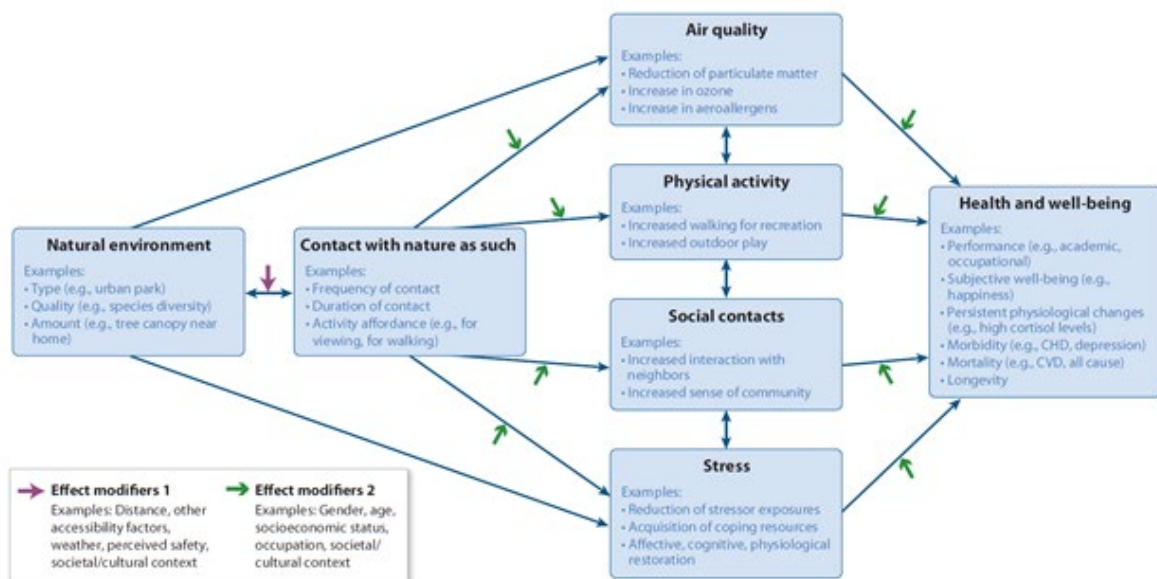 Air quality
Examples:
• Reduction of particulate matter
• Increase in ozone
• Increase in aeroallergens
Physical activity
Examples:
• Increased walking for recreation
• Increased outdoor play
Natural environment
Examples:
• Type (e.g., urban park)
• Quality (e.g., species diversity)
• Amount (e.g., tree canopy near
home)
Contact with nature as such
Examples:
• Frequency of contact
• Duration of contact
• Activity affordance (e.g., for
viewing, for walking)
Social contacts
Examples:
• Increased interaction with
neighbors
• Increased sense of community
Health and well-being
Examples:
• Performance (e.g., academic,
occupational)
• Subjective well-being (e.g.,
happiness)
• Persistent physiological changes
(e.g., high cortisol levels)
• Morbidity (e.g., CHD, depression)
• Mortality (e.g., CVD, all cause)
• Longevity
Stress
Examples:
• Reduction of stressor exposures
• Acquisition of coping resources
• Affective, cognitive, physiological
restoration
Effect modifiers 1
Examples: Distance, other
accessibility factors,
weather, perceived safety,
societal/cultural context
Effect modifiers 2
Examples: Gender, age,
socioeconomic status,
occupation, societal/
cultural context